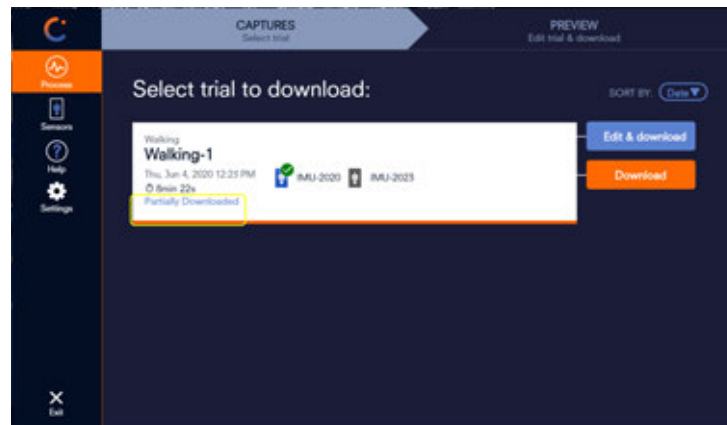 CAPTURES
Select trial
PREVIEW
Edit trial & download
Process
Sensors
Help
Settings
Exit
Select trial to download:
SORT BY: Date▼
Walking
Walking-1
Thu, Jun 4, 2020 12:23 PM
0min 22s
Partially Downloaded
IMU-2020
IMU-2023
Edit & download
Download